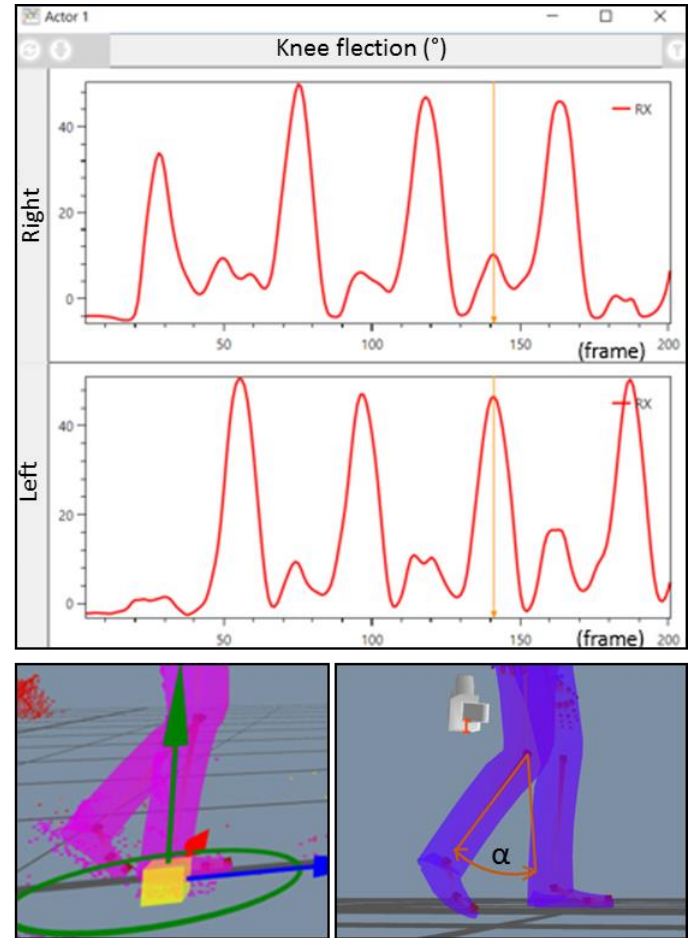 Actor 1
Knee flection (°)
Right
40
20
0
RX
50
100
150
200
(frame)
Left
40
20
0
RX
50
100
150
200
(frame)
α